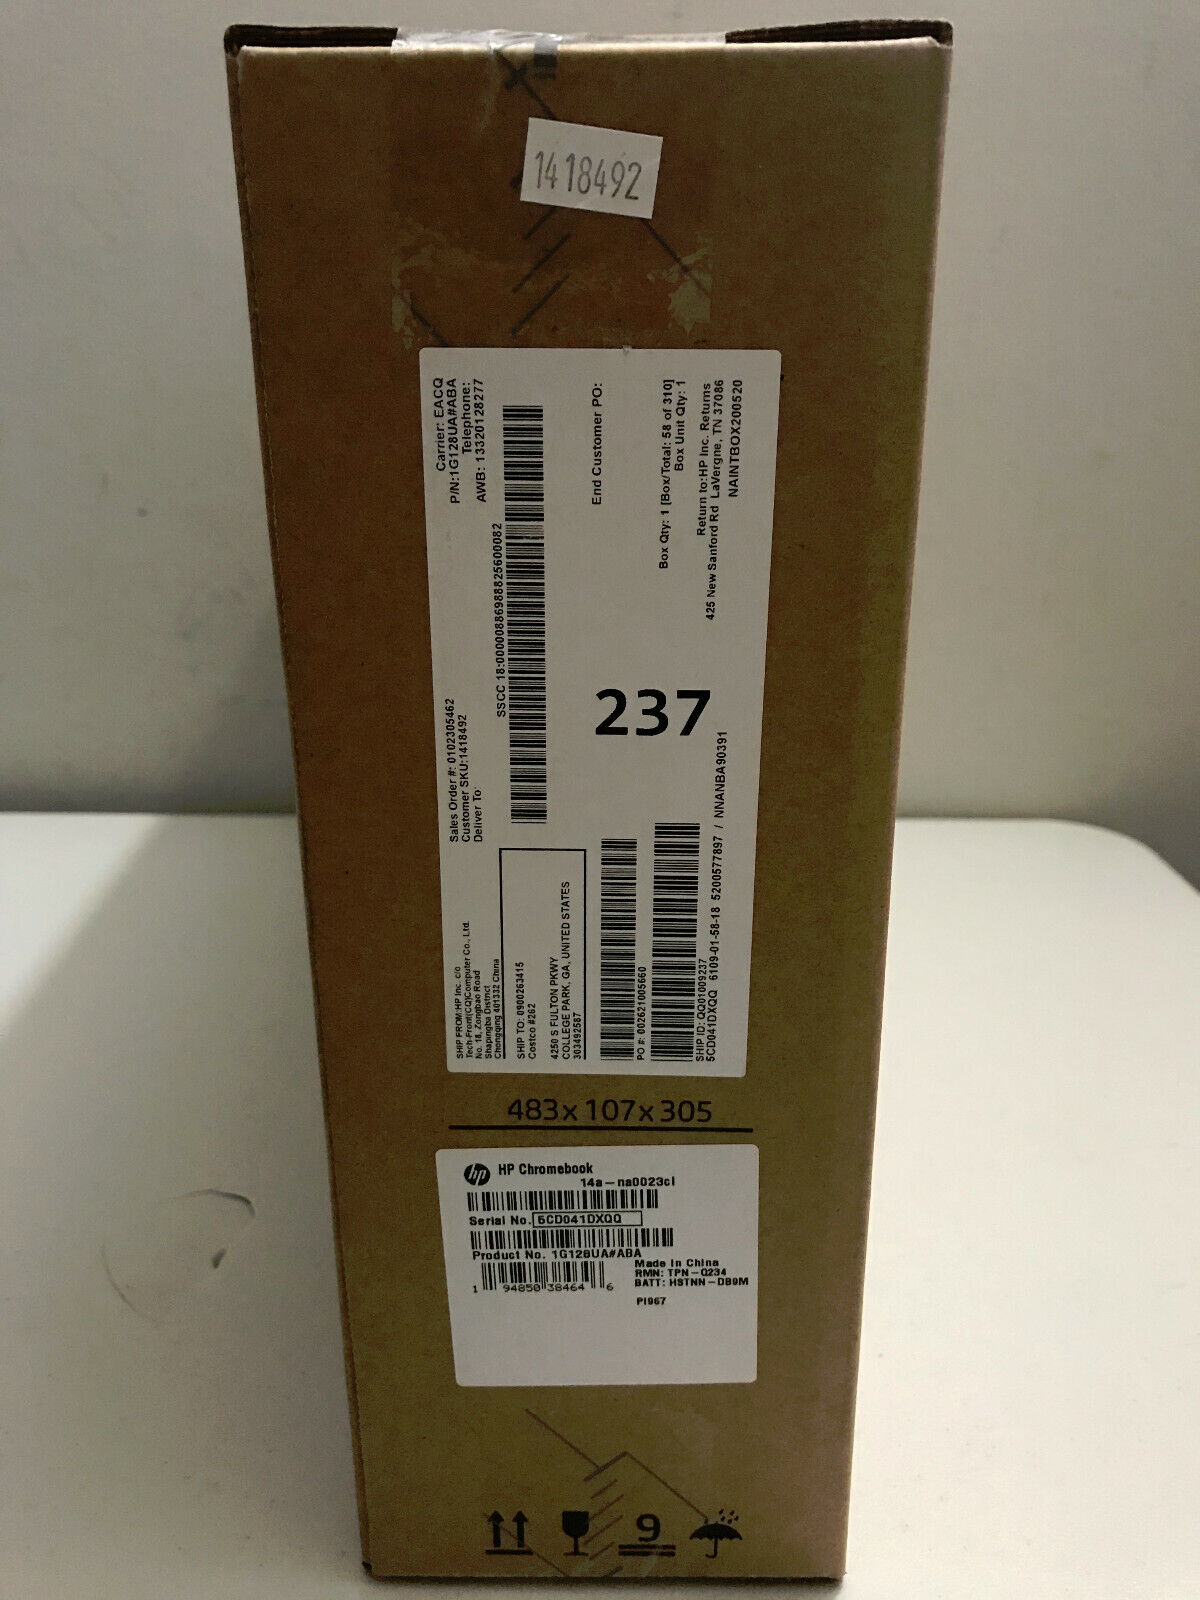 1418492
Carrier: EACQ
P/N:1G128UA#ABA
Telephone:
AWB: 13320128277
SSCC 18:00000886988825600082
End Customer PO:
Box Qty: 1 [Box/Total: 58 of 310]
Box Unit Qty: 1
Return to:HP Inc. Returns
425 New Sanford Rd LaVergne, TN 37086
NAINTBOX200520
Sales Order #: 0102305462
Customer SKU:1418492
Deliver To:
237
SHIP FROM:HP Inc. c/o
Tech-Front(CQ)Computer Co., Ltd.
No. 18, Zongbao Road
Shapingba District
Chongqing 401332 China
SHIP TO: 0900263415
Costco #262
4250 S FULTON PKWY
COLLEGE PARK, GA, UNITED STATES
303492587
PO #: 002621005660
SHIP ID: QQ01009237
5CD041DXQQ 6109-01-58-18 5200577897 / NNANBA90391
483x107x305
hp HP Chromebook
14a-na0023cl
Serial No. 5CD041DXQQ
Product No. 1G128UA#ABA
1 94850 38464 6
Made in China
RMN: TPN-Q234
BATT: HSTNN-DB9M
PI967
9